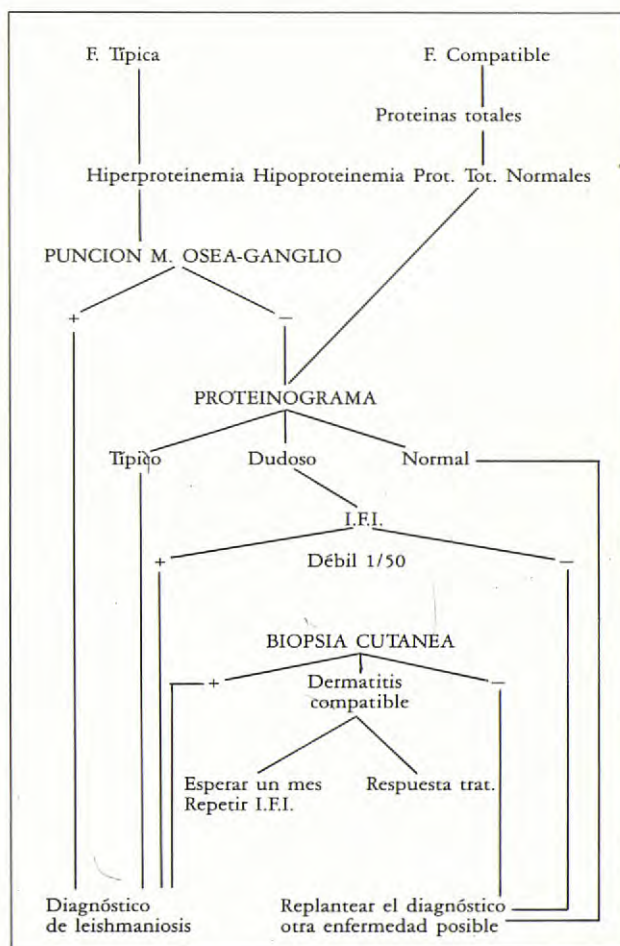 F. Típica
F. Compatible
Proteinas totales
Hiperproteinemia Hipoproteinemia Prot. Tot. Normales
PUNCION M. OSEA-GANGLIO
+
−
PROTEINOGRAMA
Típico
Dudoso
Normal
I.F.I.
+
Débil 1/50
−
BIOPSIA CUTANEA
+
Dermatitis
compatible
−
Esperar un mes
Repetir I.F.I.
Respuesta trat.
Diagnóstico
de leishmaniosis
Replantear el diagnóstico
otra enfermedad posible